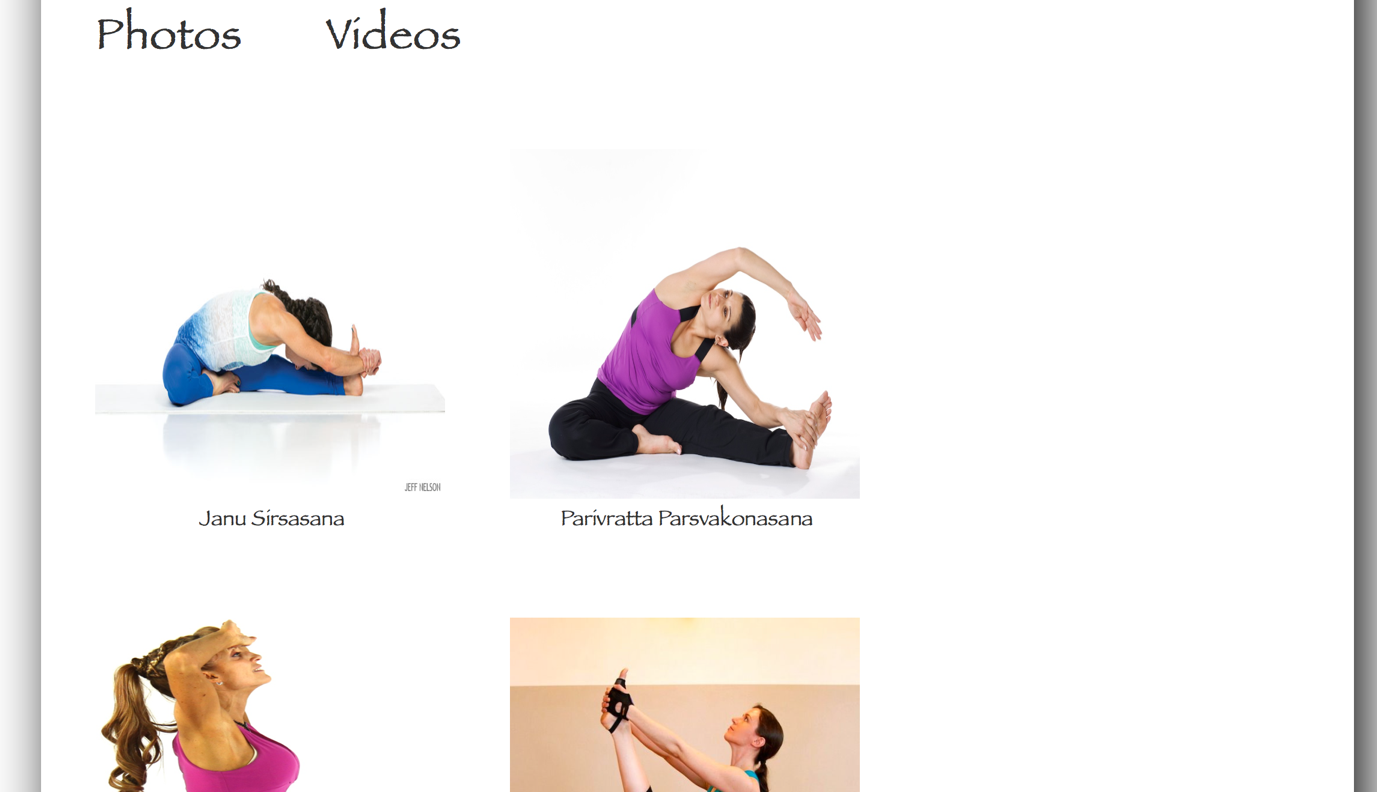 Photos
Videos
JEFF NELSON
Janu Sirsasana
Parivratta Parsvakonasana